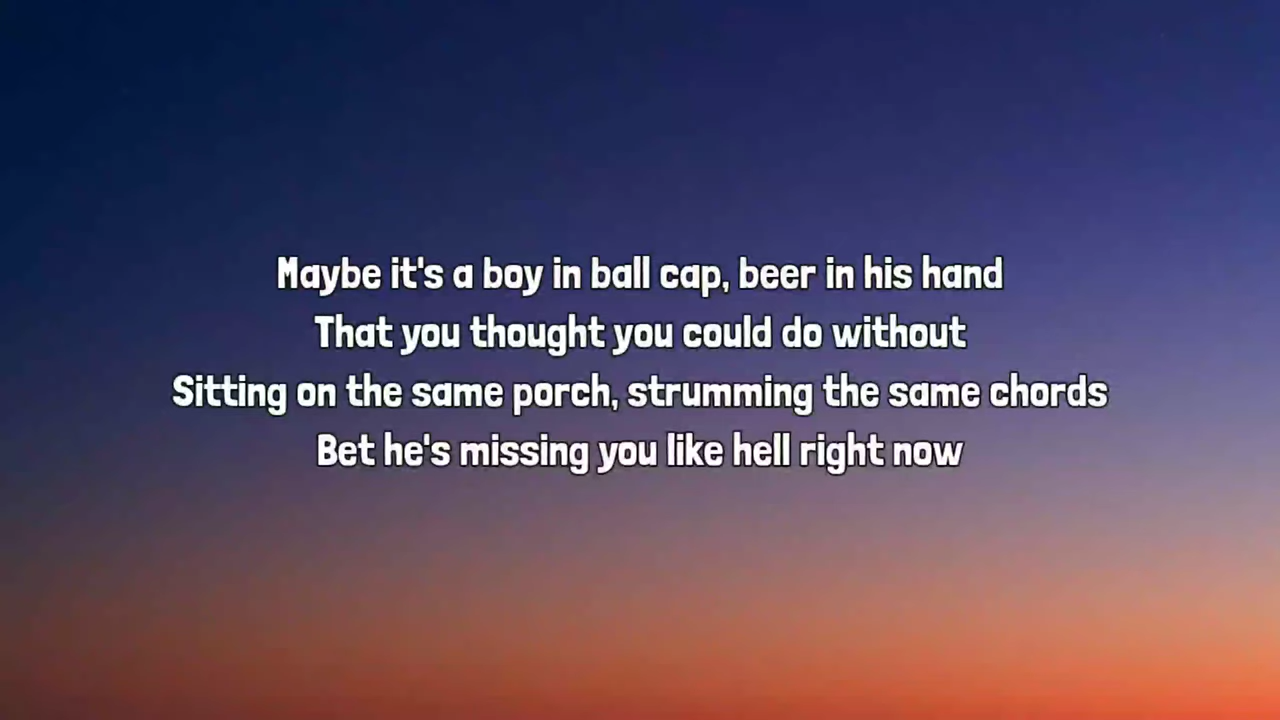 Maybe it's a boy in ball cap, beer in his hand
That you thought you could do without
Sitting on the same porch, strumming the same chords
Bet he's missing you like hell right now